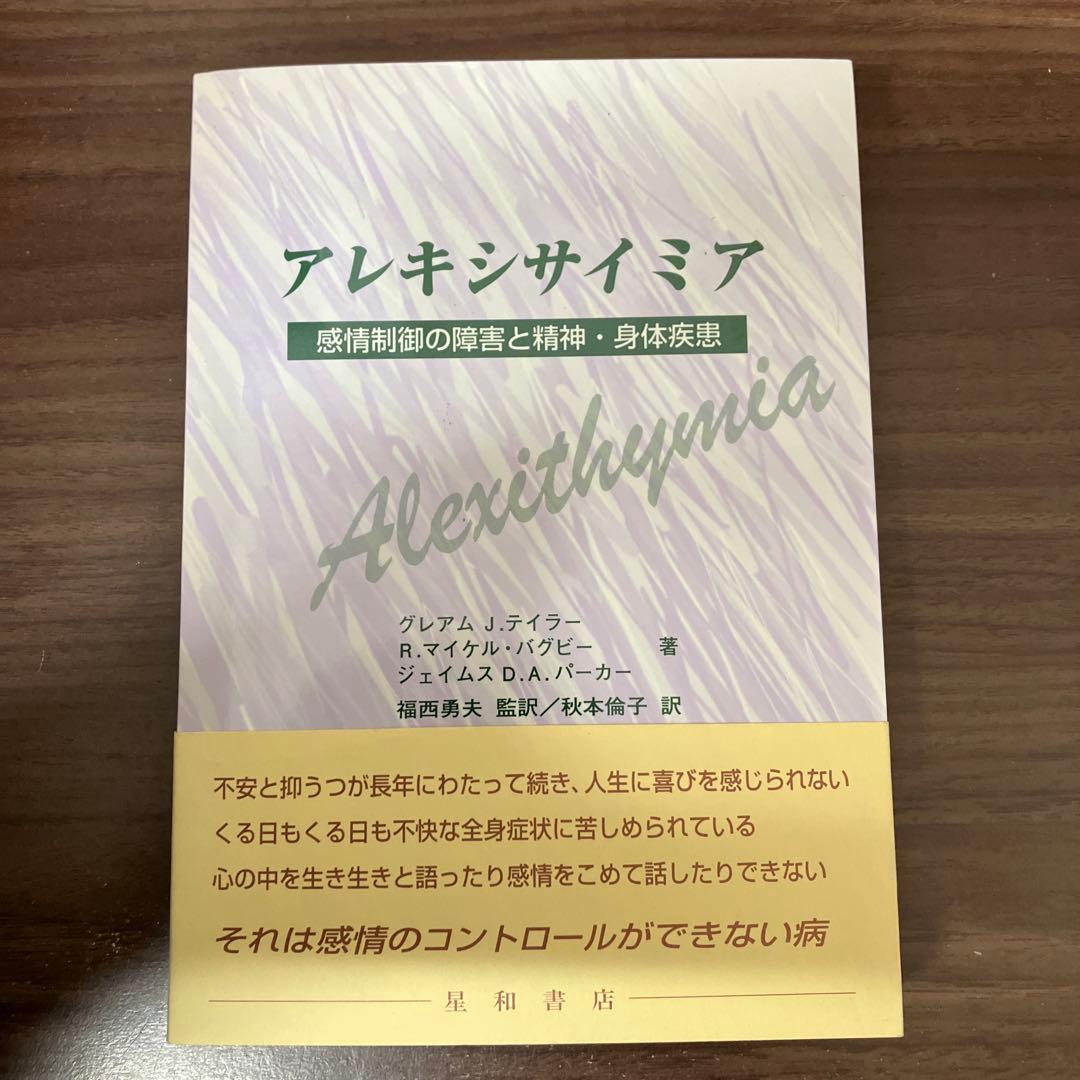 アレキシサイミア
感情制御の障害と精神・身体疾患
Alexithymia
グレアム J.テイラー
R.マイケル・バグビー 著
ジェイムス D.A.パーカー
福西勇夫 監訳/秋本倫子 訳
不安と抑うつが長年にわたって続き、人生に喜びを感じられない
くる日もくる日も不快な全身症状に苦しめられている
心の中を生き生きと語ったり感情をこめて話したりできない
それは感情のコントロールができない病
星和書店